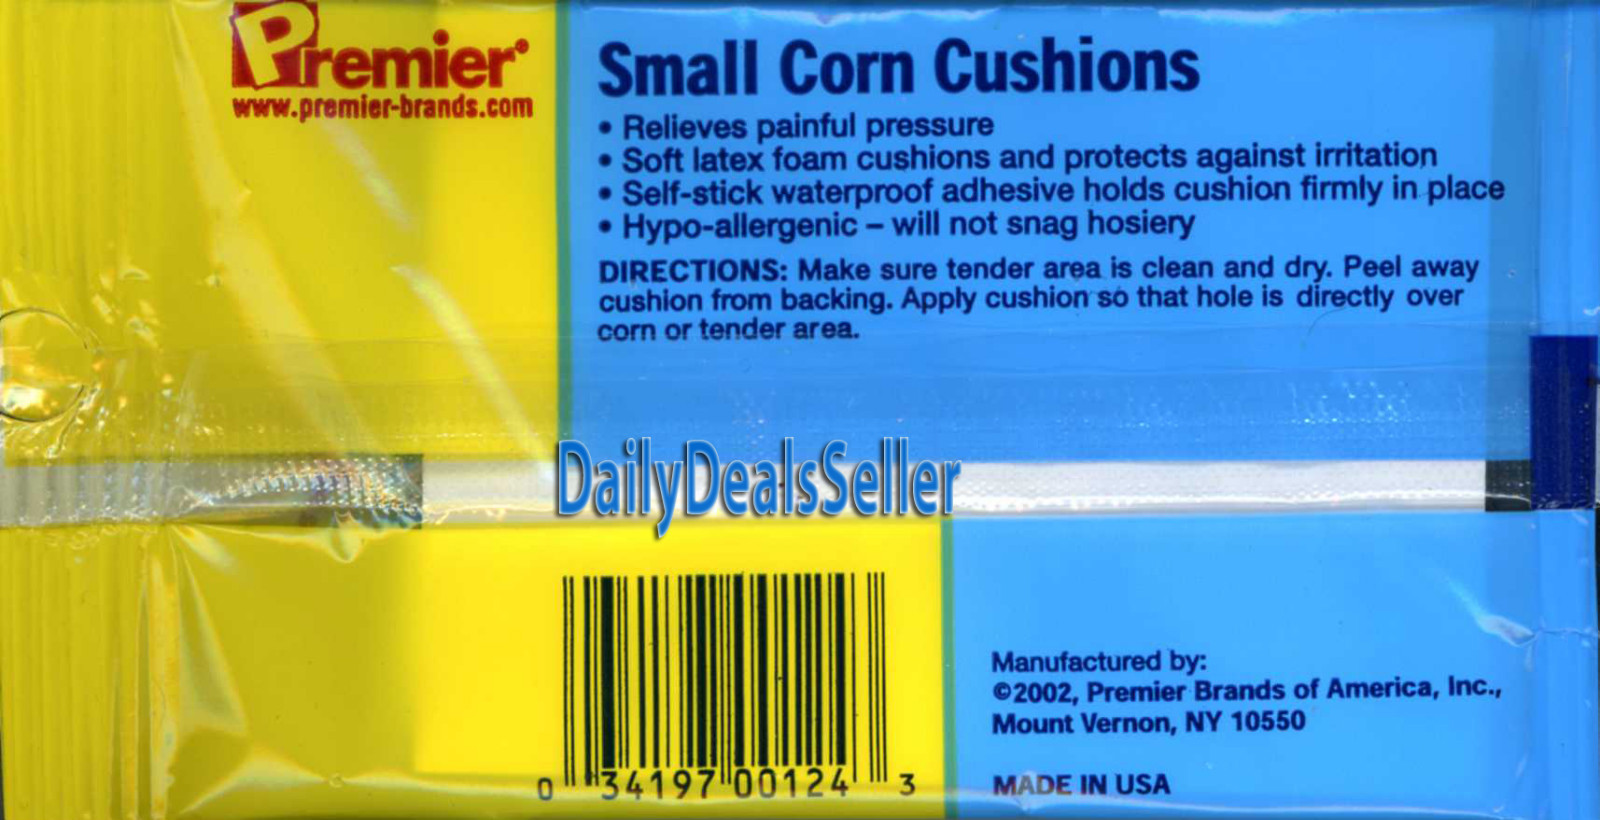 Premier®
www.premier-brands.com
Small Corn Cushions
• Relieves painful pressure
• Soft latex foam cushions and protects against irritation
• Self-stick waterproof adhesive holds cushion firmly in place
• Hypo-allergenic – will not snag hosiery
DIRECTIONS: Make sure tender area is clean and dry. Peel away
cushion from backing. Apply cushion so that hole is directly over
corn or tender area.
DailyDealsSeller
0 34197 00124 3
Manufactured by:
©2002, Premier Brands of America, Inc.,
Mount Vernon, NY 10550
MADE IN USA